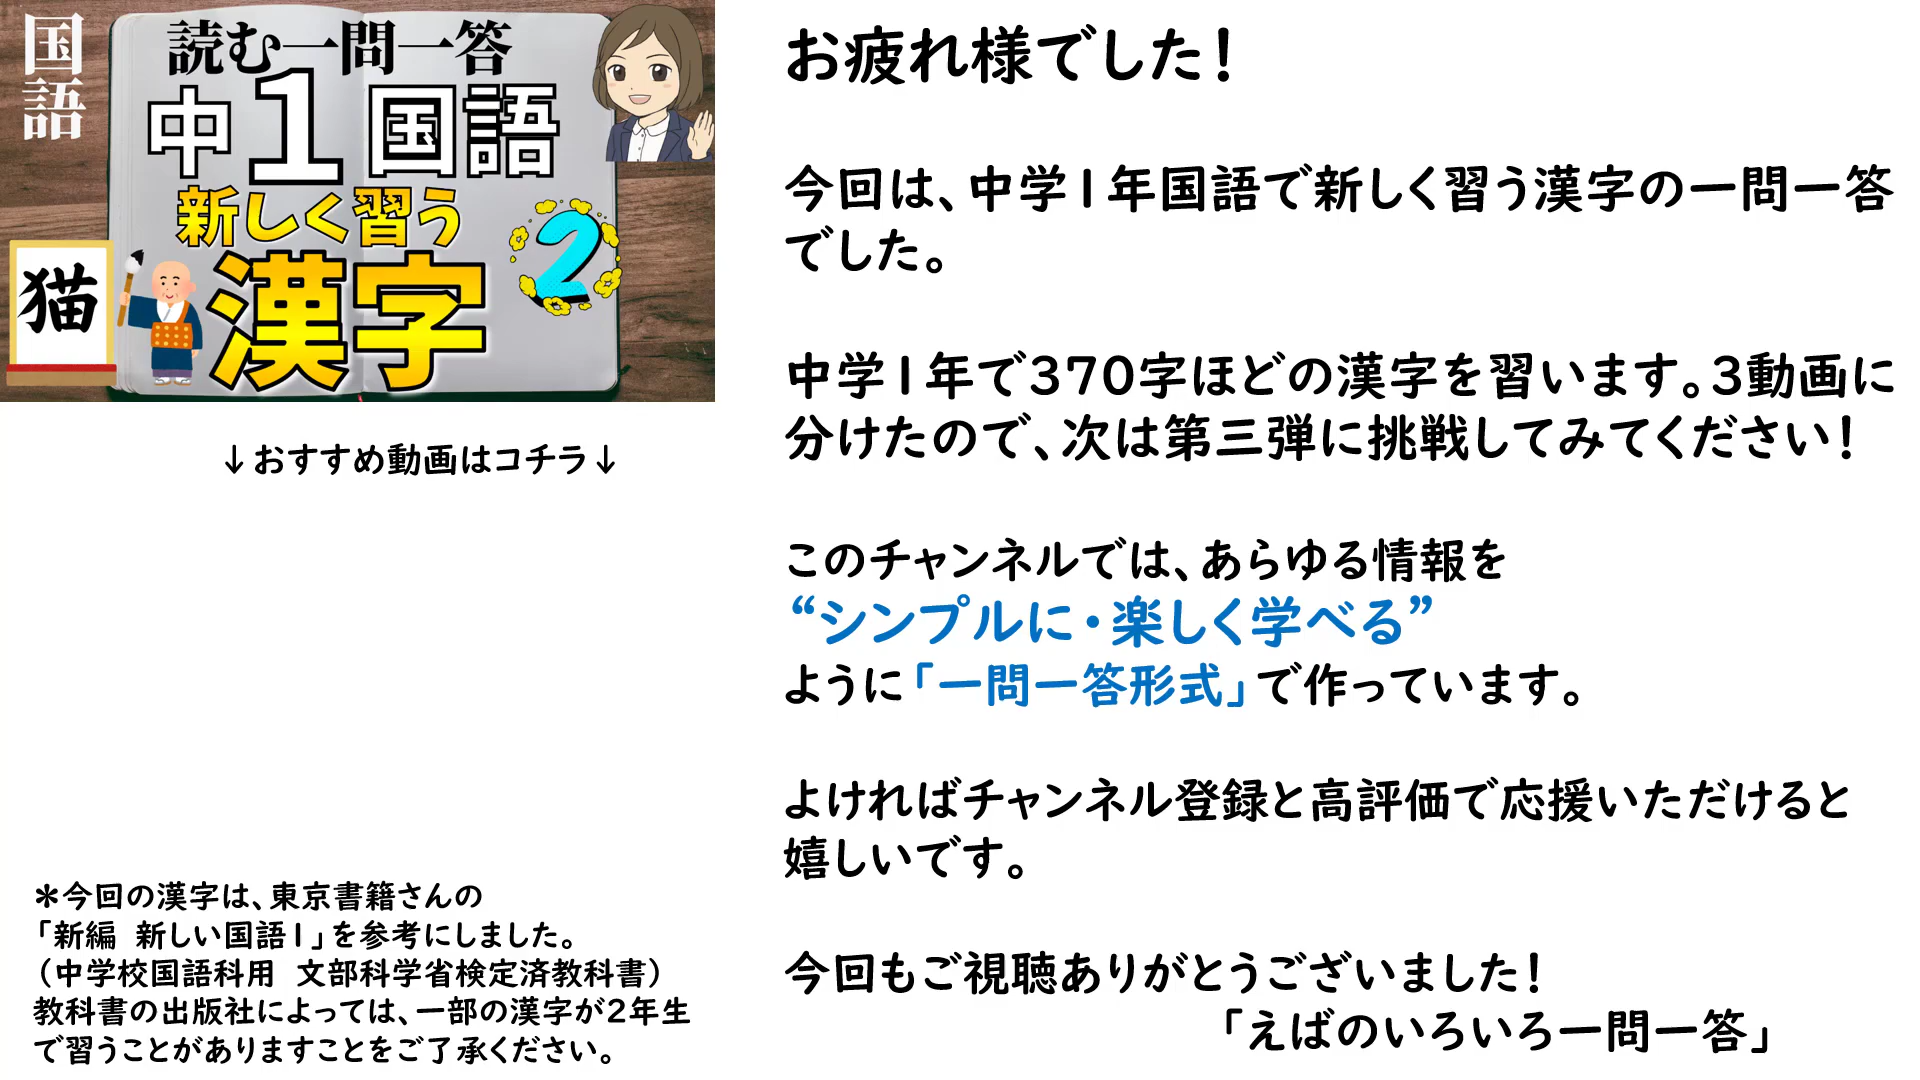 国語
読む一問一答
中1国語
新しく習う
漢字
2
猫
↓おすすめ動画はコチラ↓
＊今回の漢字は、東京書籍さんの
「新編　新しい国語1」を参考にしました。
（中学校国語科用　文部科学省検定済教科書）
教科書の出版社によっては、一部の漢字が2年生
で習うことがありますことをご了承ください。
お疲れ様でした！
今回は、中学1年国語で新しく習う漢字の一問一答
でした。
中学1年で370字ほどの漢字を習います。3動画に
分けたので、次は第三弾に挑戦してみてください！
このチャンネルでは、あらゆる情報を
“シンプルに・楽しく学べる”
ように「一問一答形式」で作っています。
よければチャンネル登録と高評価で応援いただけると
嬉しいです。
今回もご視聴ありがとうございました！
「えばのいろいろ一問一答」